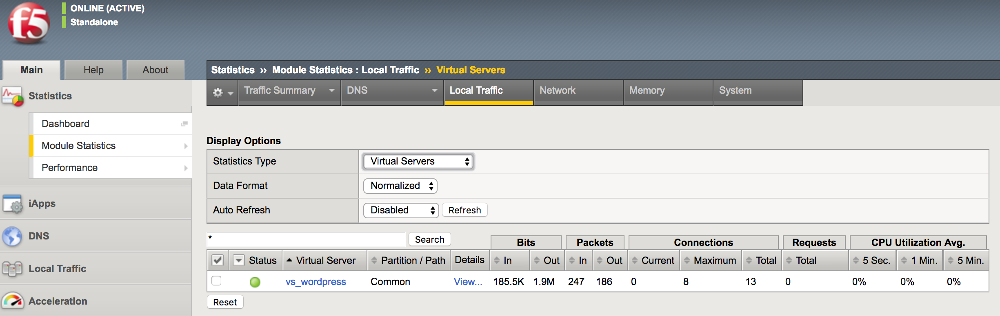 f5
ONLINE (ACTIVE)
Standalone
Main Help About
Statistics ›› Module Statistics : Local Traffic ›› Virtual Servers
Traffic Summary DNS Local Traffic Network Memory System
Statistics
Dashboard
Module Statistics
Performance
iApps
DNS
Local Traffic
Acceleration
Display Options
Statistics Type Virtual Servers
Data Format Normalized
Auto Refresh Disabled Refresh
* Search
Bits Packets Connections Requests CPU Utilization Avg.
Status Virtual Server Partition / Path Details In Out In Out Current Maximum Total Total 5 Sec. 1 Min. 5 Min.
vs_wordpress Common View... 185.5K 1.9M 247 186 0 8 13 0 0% 0% 0%
Reset